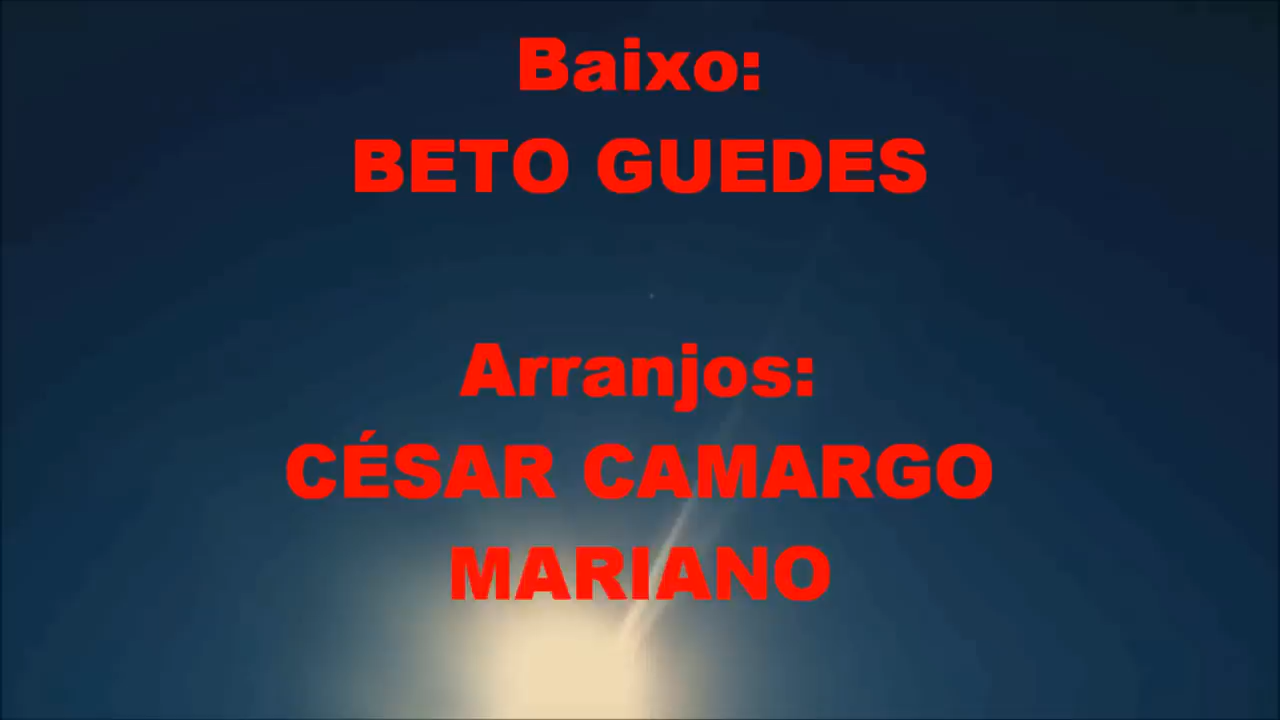 Baixo:
BETO GUEDES
Arranjos:
CÉSAR CAMARGO
MARIANO